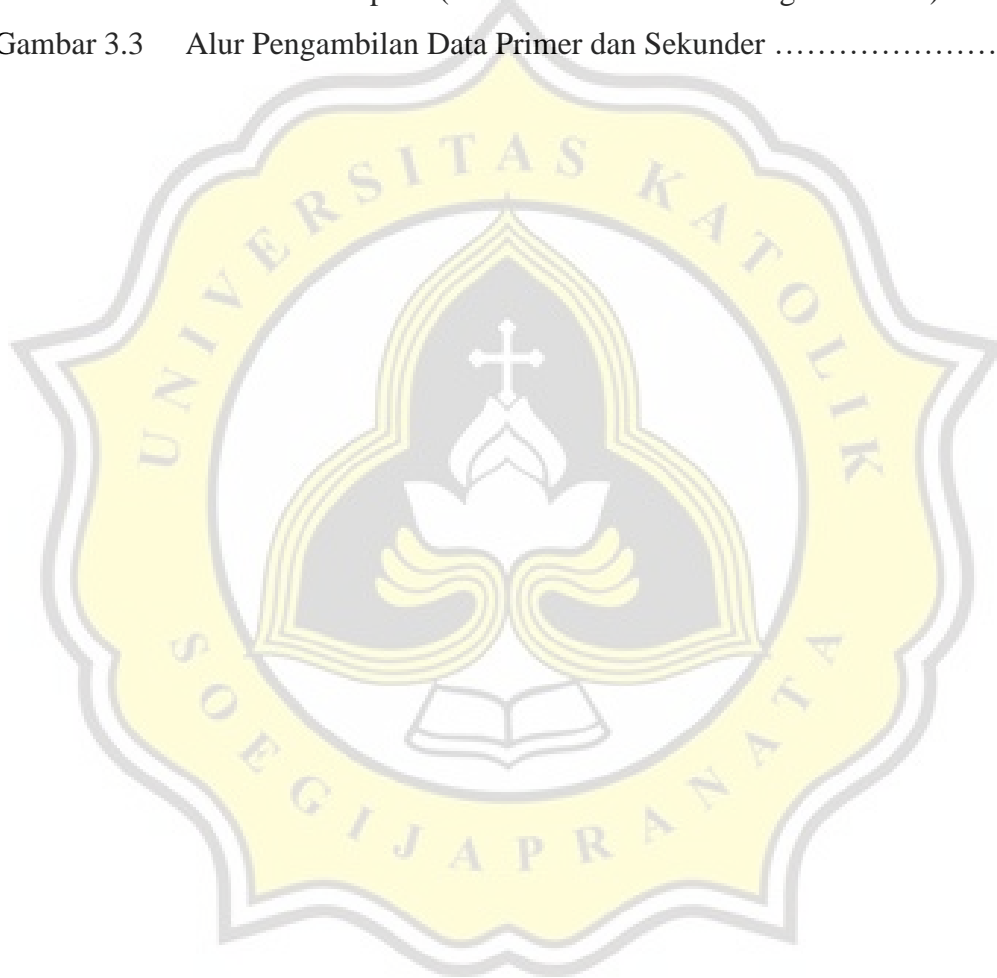 Gambar 3.3 Alur Pengambilan Data Primer dan Sekunder …………………
UNIVERSITAS KATOLIK
SOEGIJAPRANATA